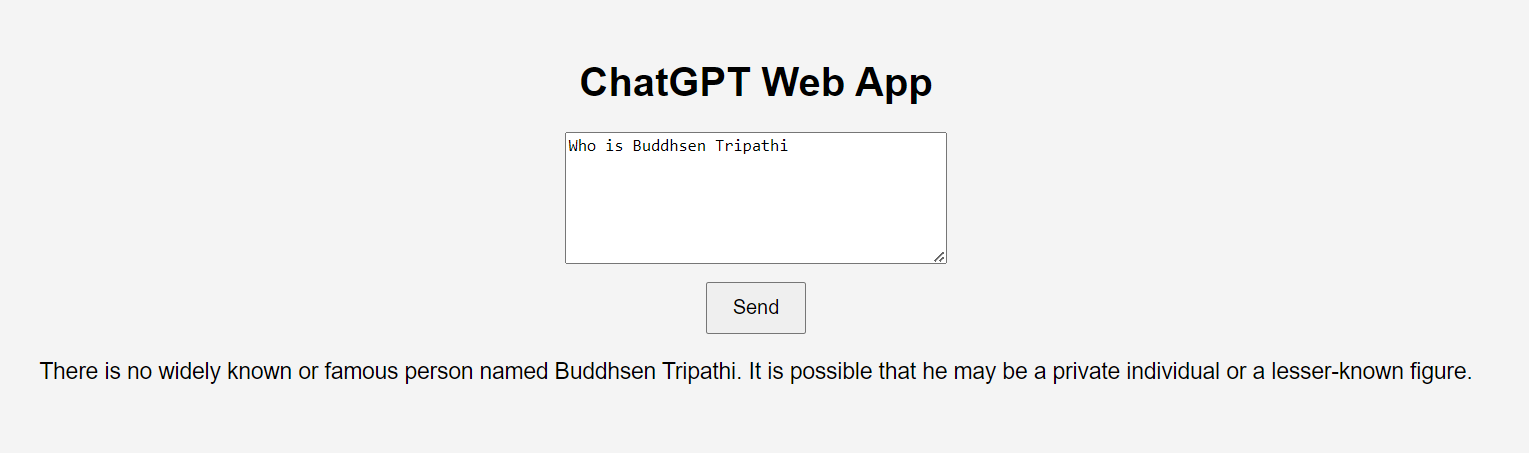 ChatGPT Web App
Who is Buddhsen Tripathi
Send
There is no widely known or famous person named Buddhsen Tripathi. It is possible that he may be a private individual or a lesser-known figure.